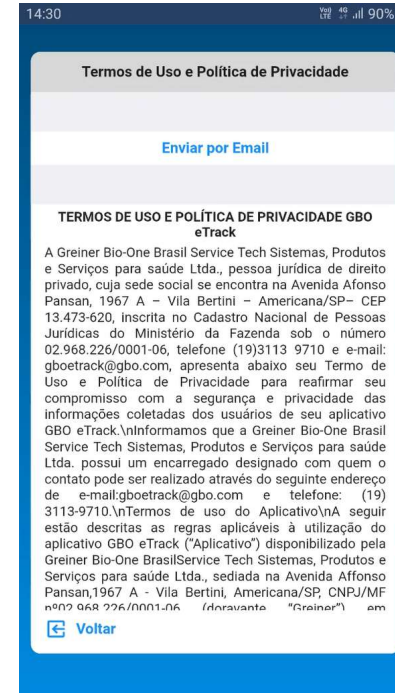 14:30
Voll LTE 4G 90%
Termos de Uso e Política de Privacidade
Enviar por Email
TERMOS DE USO E POLÍTICA DE PRIVACIDADE GBO
eTrack
A Greiner Bio-One Brasil Service Tech Sistemas, Produtos
e Serviços para saúde Ltda., pessoa jurídica de direito
privado, cuja sede social se encontra na Avenida Afonso
Pansan, 1967 A – Vila Bertini – Americana/SP– CEP
13.473-620, inscrita no Cadastro Nacional de Pessoas
Jurídicas do Ministério da Fazenda sob o número
02.968.226/0001-06, telefone (19)3113 9710 e e-mail:
gboetrack@gbo.com, apresenta abaixo seu Termo de
Uso e Política de Privacidade para reafirmar seu
compromisso com a segurança e privacidade das
informações coletadas dos usuários de seu aplicativo
GBO eTrack.\nInformamos que a Greiner Bio-One Brasil
Service Tech Sistemas, Produtos e Serviços para saúde
Ltda. possui um encarregado designado com quem o
contato pode ser realizado através do seguinte endereço
de e-mail:gboetrack@gbo.com e telefone: (19)
3113-9710.\nTermos de uso do Aplicativo\nA seguir
estão descritas as regras aplicáveis à utilização do
aplicativo GBO eTrack (“Aplicativo”) disponibilizado pela
Greiner Bio-One BrasilService Tech Sistemas, Produtos e
Serviços para saúde Ltda., sediada na Avenida Affonso
Pansan,1967 A - Vila Bertini, Americana/SP, CNPJ/MF
nº02.968.226/0001-06 (doravante “Greiner”) em
Voltar